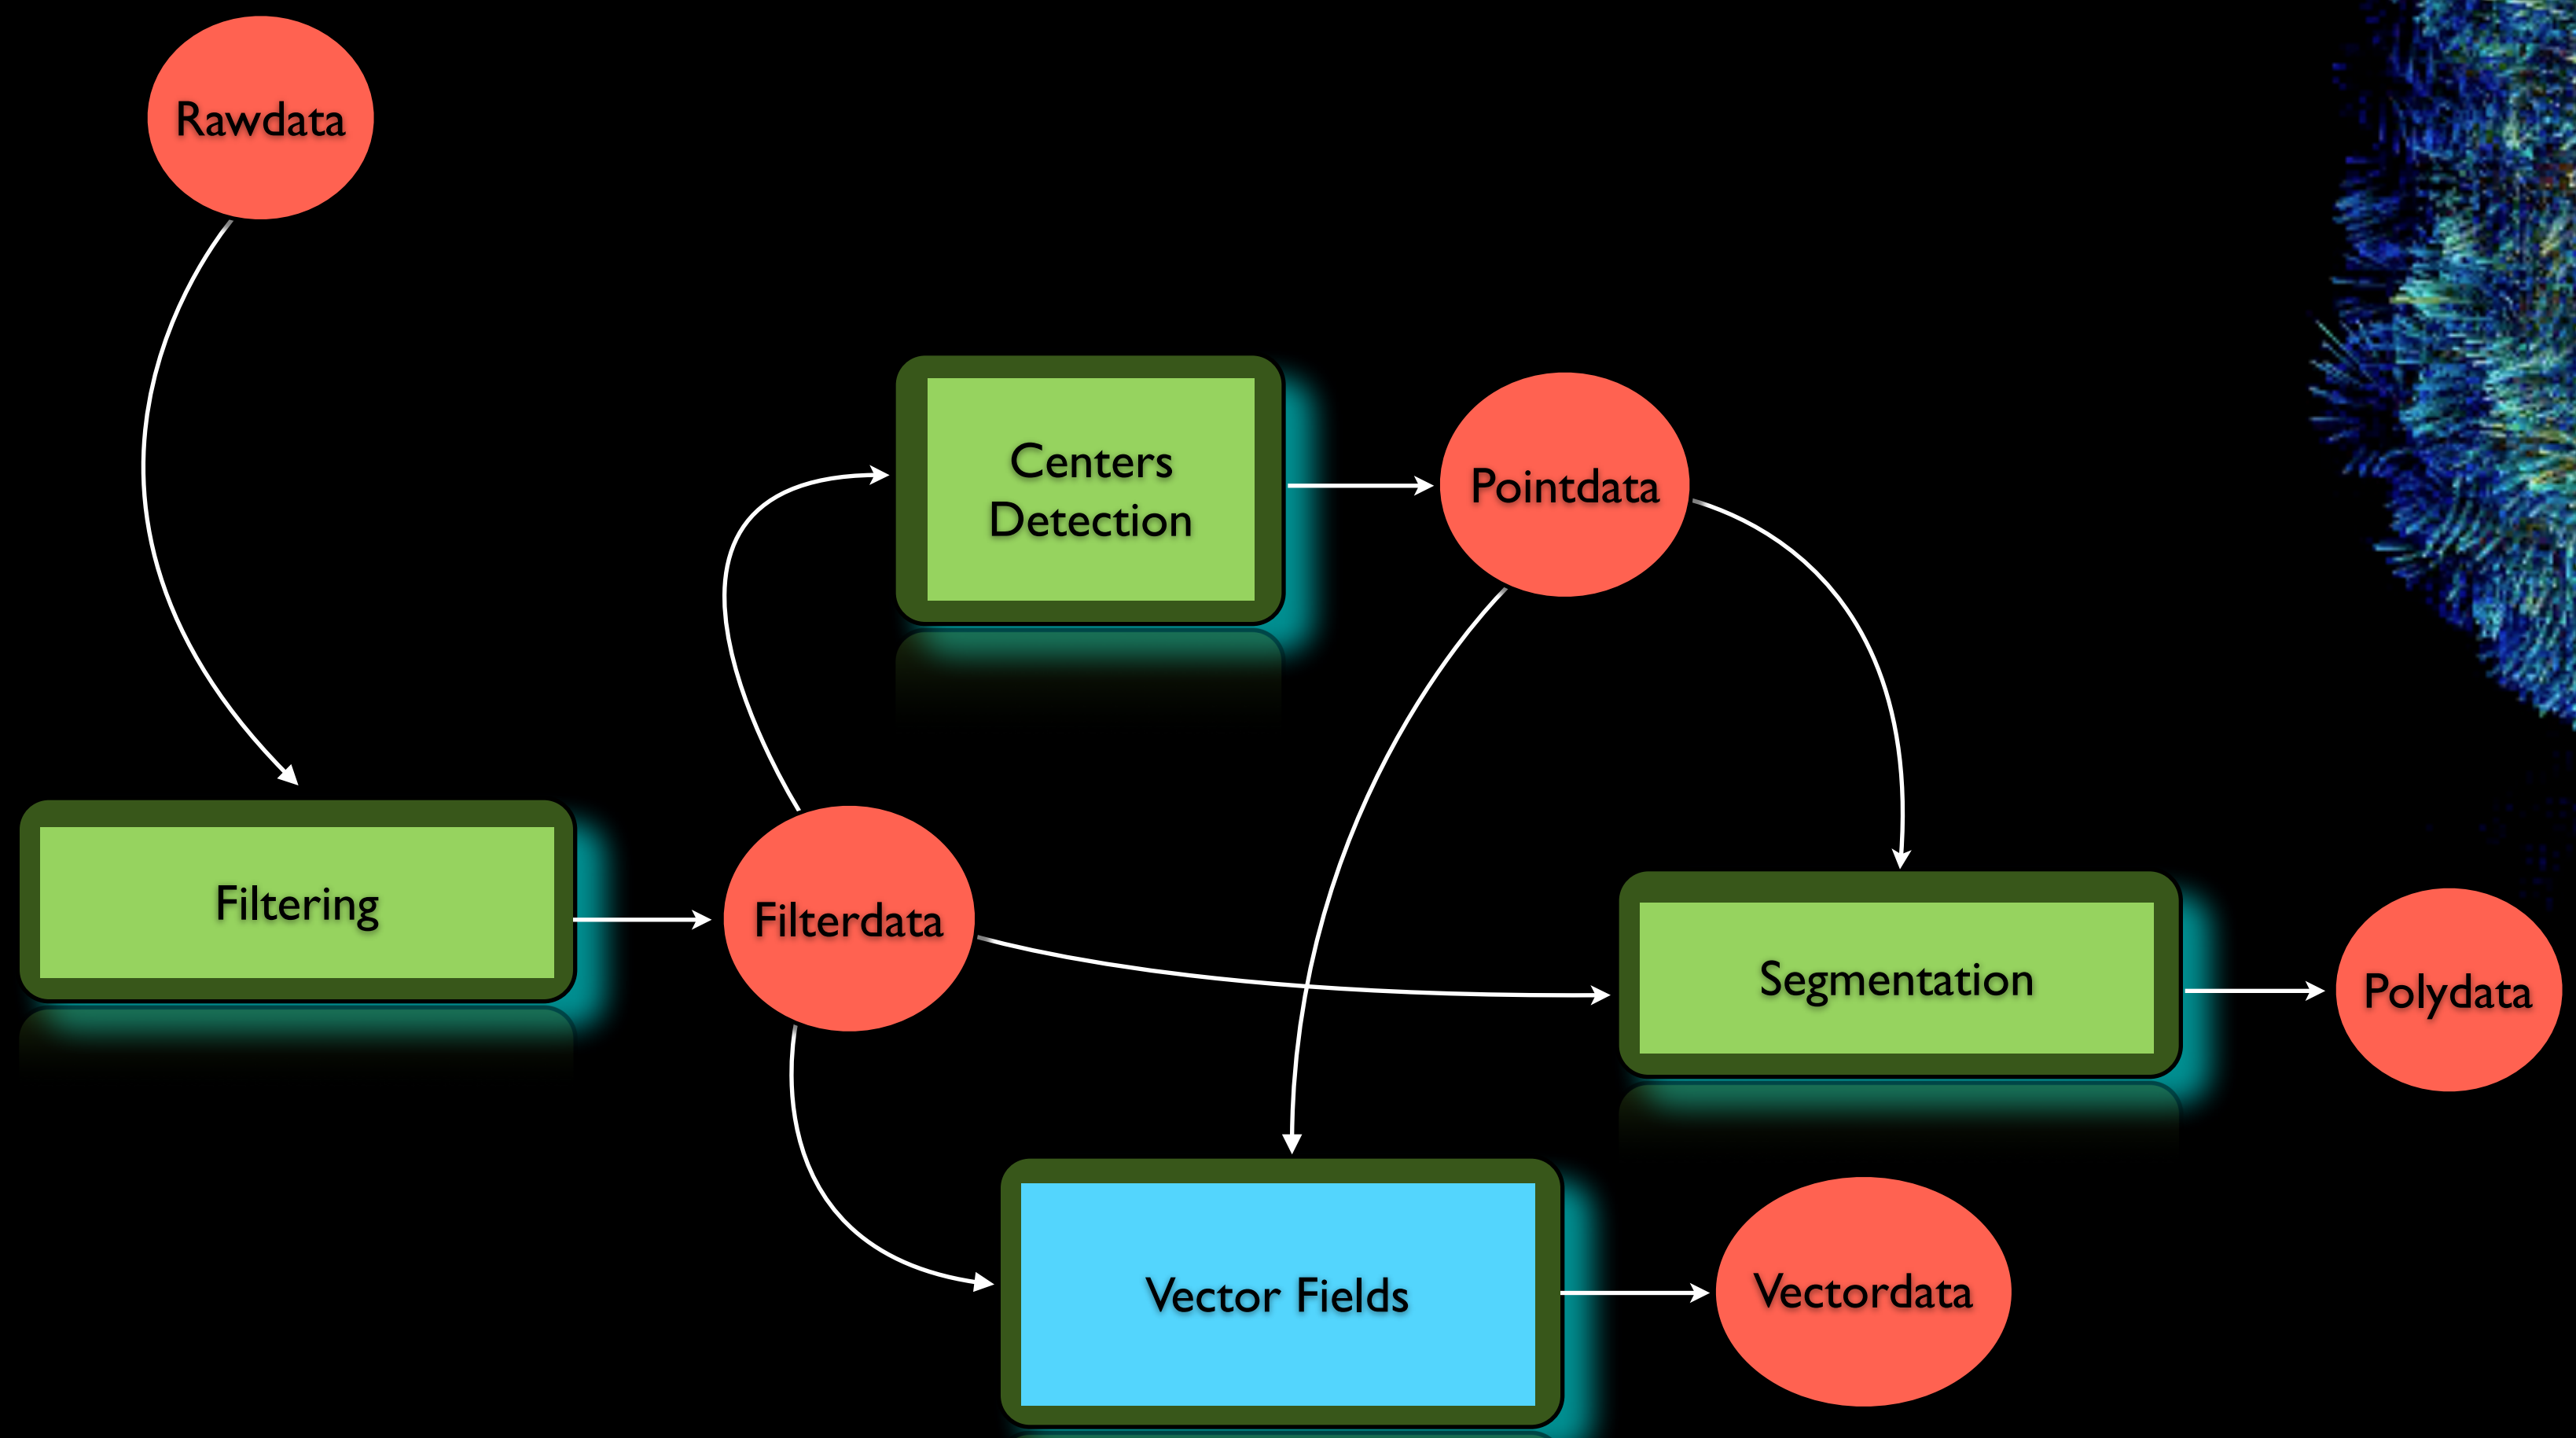 Rawdata
Centers
Detection
Pointdata
Filtering
Filterdata
Segmentation
Polydata
Vector Fields
Vectordata